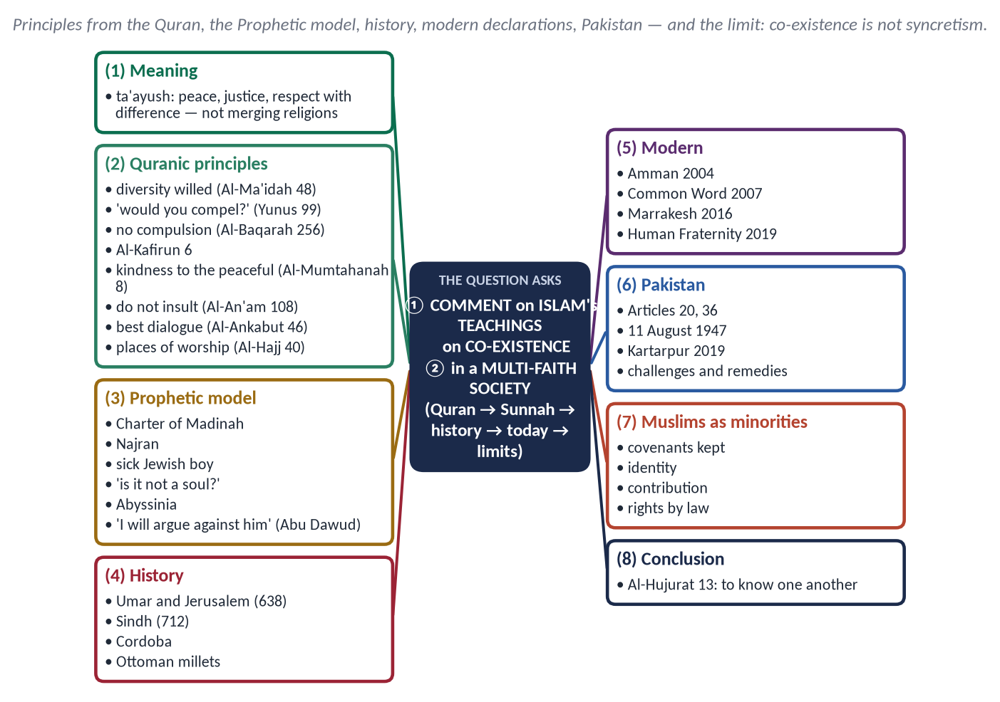 Principles from the Quran, the Prophetic model, history, modern declarations, Pakistan — and the limit: co-existence is not syncretism.
(1) Meaning
• ta'ayush: peace, justice, respect with
difference — not merging religions
(2) Quranic principles
• diversity willed (Al-Ma'idah 48)
• 'would you compel?' (Yunus 99)
• no compulsion (Al-Baqarah 256)
• Al-Kafirun 6
• kindness to the peaceful (Al-Mumtahanah
8)
• do not insult (Al-An'am 108)
• best dialogue (Al-Ankabut 46)
• places of worship (Al-Hajj 40)
(3) Prophetic model
• Charter of Madinah
• Najran
• sick Jewish boy
• 'is it not a soul?'
• Abyssinia
• 'I will argue against him' (Abu Dawud)
(4) History
• Umar and Jerusalem (638)
• Sindh (712)
• Cordoba
• Ottoman millets
THE QUESTION ASKS
① COMMENT on ISLAM's
TEACHINGS
on CO-EXISTENCE
② in a MULTI-FAITH
SOCIETY
(Quran → Sunnah →
history → today →
limits)
(5) Modern
• Amman 2004
• Common Word 2007
• Marrakesh 2016
• Human Fraternity 2019
(6) Pakistan
• Articles 20, 36
• 11 August 1947
• Kartarpur 2019
• challenges and remedies
(7) Muslims as minorities
• covenants kept
• identity
• contribution
• rights by law
(8) Conclusion
• Al-Hujurat 13: to know one another